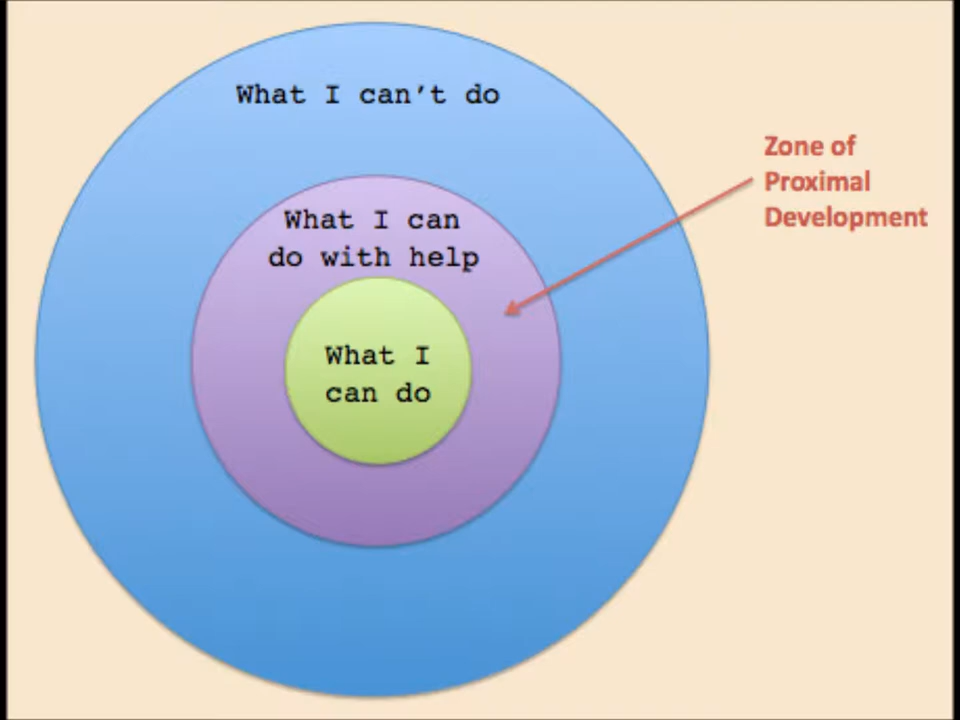 What I can't do
Zone of
Proximal
Development
What I can
do with help
What I
can do